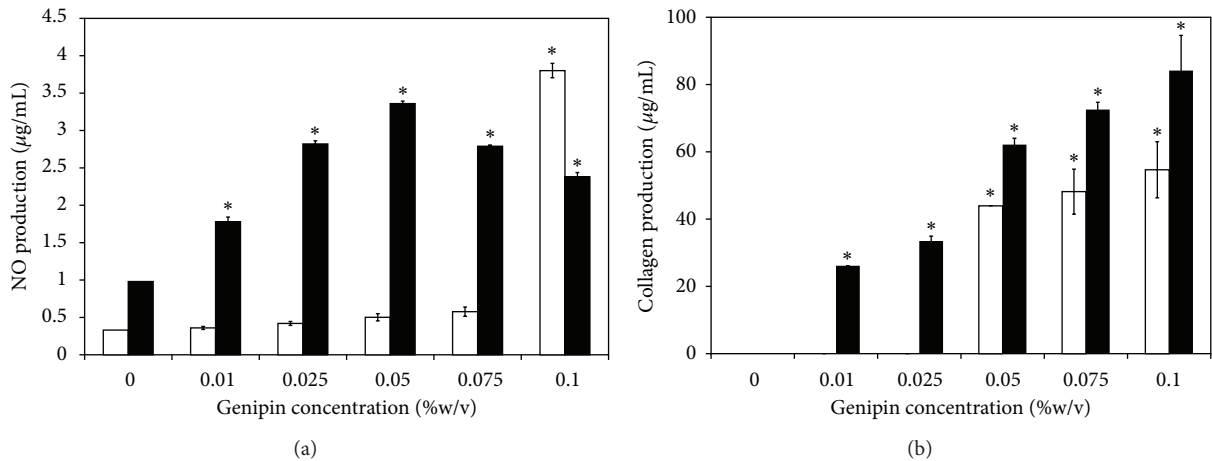 4.5
4
3.5
3
2.5
2
1.5
1
0.5
0
NO production (μg/mL)
* * * * * *
0 0.01 0.025 0.05 0.075 0.1
Genipin concentration (%w/v)
(a)
100
80
60
40
20
0
Collagen production (μg/mL)
* * * * * * * *
0 0.01 0.025 0.05 0.075 0.1
Genipin concentration (%w/v)
(b)